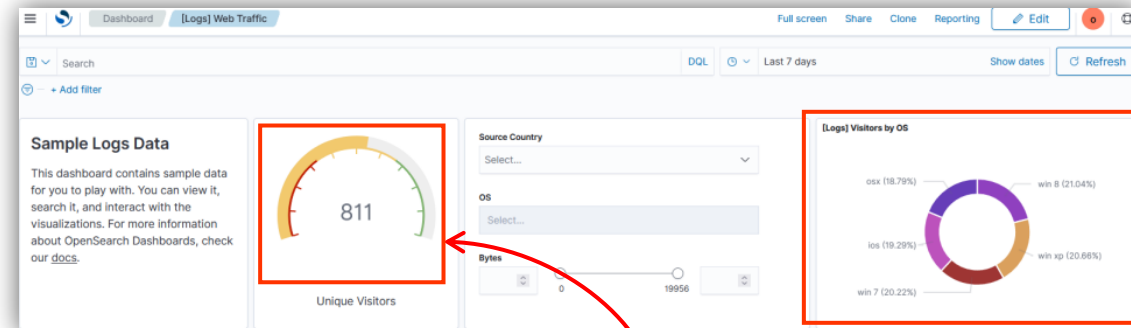 Dashboard [Logs] Web Traffic Full screen Share Clone Reporting Edit o
Search DQL Last 7 days Show dates Refresh
+ Add filter
Sample Logs Data
This dashboard contains sample data
for you to play with. You can view it,
search it, and interact with the
visualizations. For more information
about OpenSearch Dashboards, check
our docs.
811
Unique Visitors
Source Country
Select...
OS
Select...
Bytes
0 19956
[Logs] Visitors by OS
osx (18.79%)
win 8 (21.04%)
ios (19.29%)
win xp (20.66%)
win 7 (20.22%)